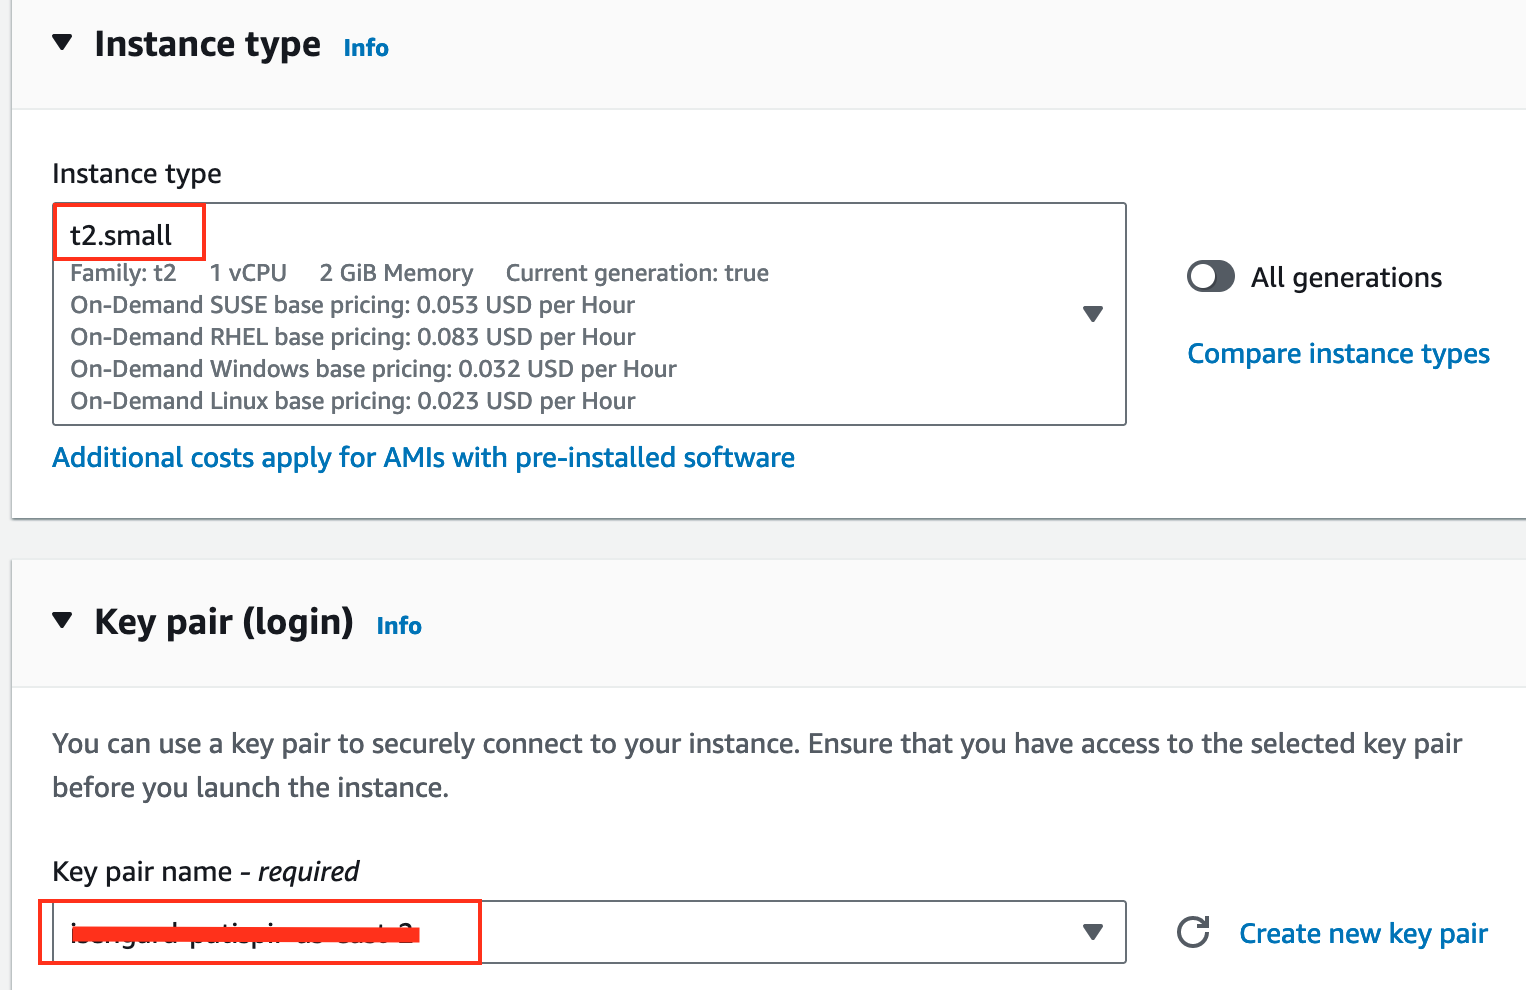 Instance type Info
Instance type
t2.small
Family: t2 1 vCPU 2 GiB Memory Current generation: true
On-Demand SUSE base pricing: 0.053 USD per Hour
On-Demand RHEL base pricing: 0.083 USD per Hour
On-Demand Windows base pricing: 0.032 USD per Hour
On-Demand Linux base pricing: 0.023 USD per Hour
All generations
Compare instance types
Additional costs apply for AMIs with pre-installed software
Key pair (login) Info
You can use a key pair to securely connect to your instance. Ensure that you have access to the selected key pair
before you launch the instance.
Key pair name - required
Create new key pair